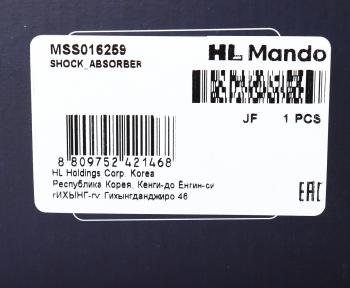 MSS016259
HL Mando
SHOCK_ABSORBER
JF 1 PCS
8 809752 421468
HL Holdings Corp. Korea
Республика Корея, Кенги-до Ёнгин-си
гИХЫНГ-гу Гихынгданджиро 46
EAC